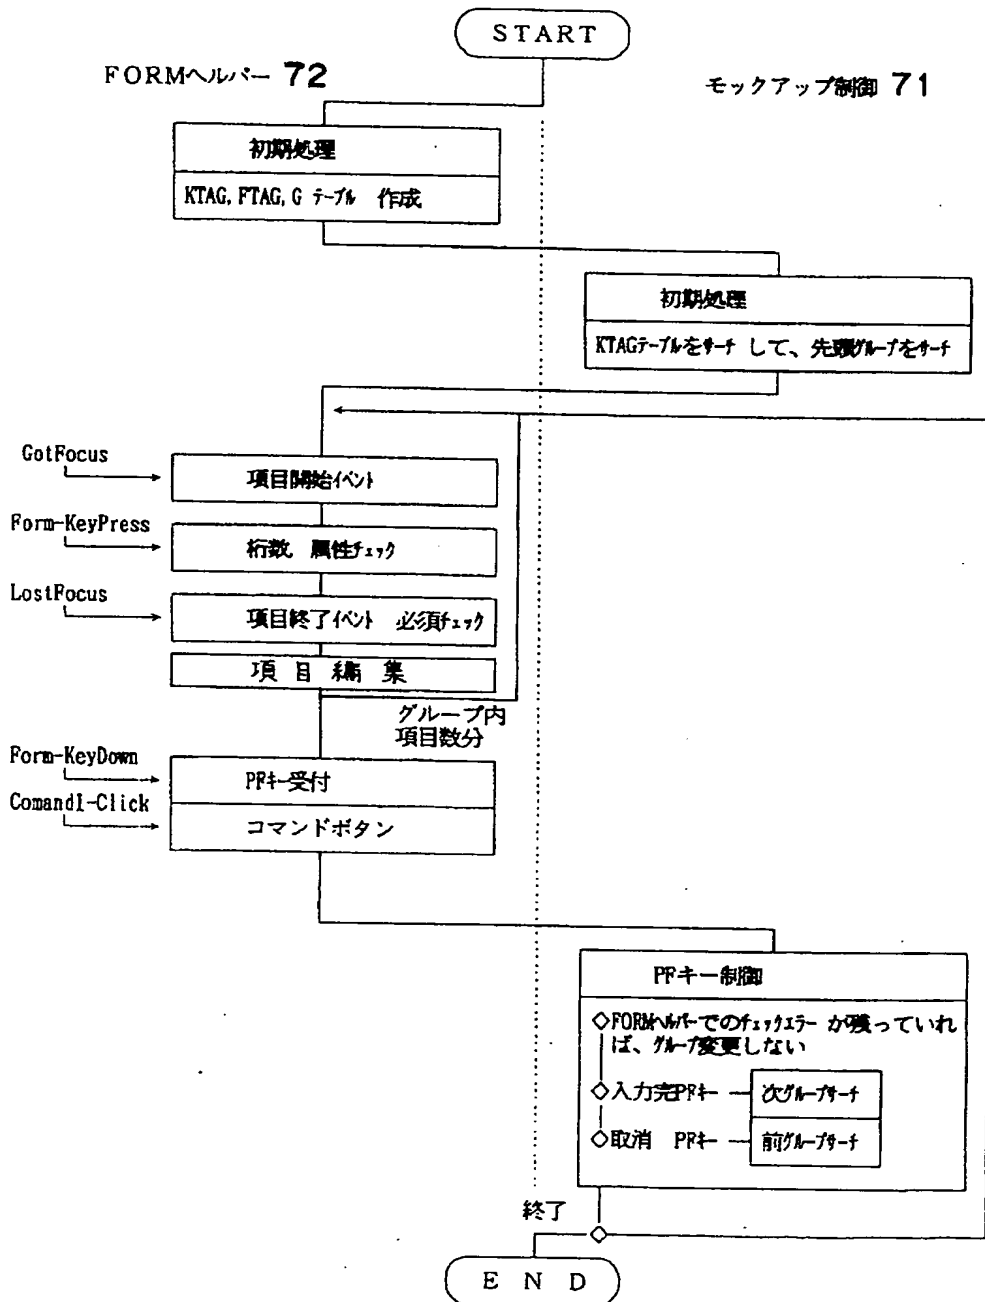 START
FORMヘルパー 72
モックアップ制御 71
初期処理
KTAG, FTAG, G テーブル 作成
初期処理
KTAGテーブルをサーチ して、先頭グループをサーチ
GotFocus
項目開始イベント
Form-KeyPress
桁数 属性チェック
LostFocus
項目終了イベント 必須チェック
項目編集
グループ内
項目数分
Form-KeyDown
PFキー受付
ComandI-Click
コマンドボタン
PFキー制御
FORMヘルパーでのチェックエラー が残っていれ
ば、グループ変更しない
入力完PFキー 次グループサーチ
取消 PFキー 前グループサーチ
終了
END